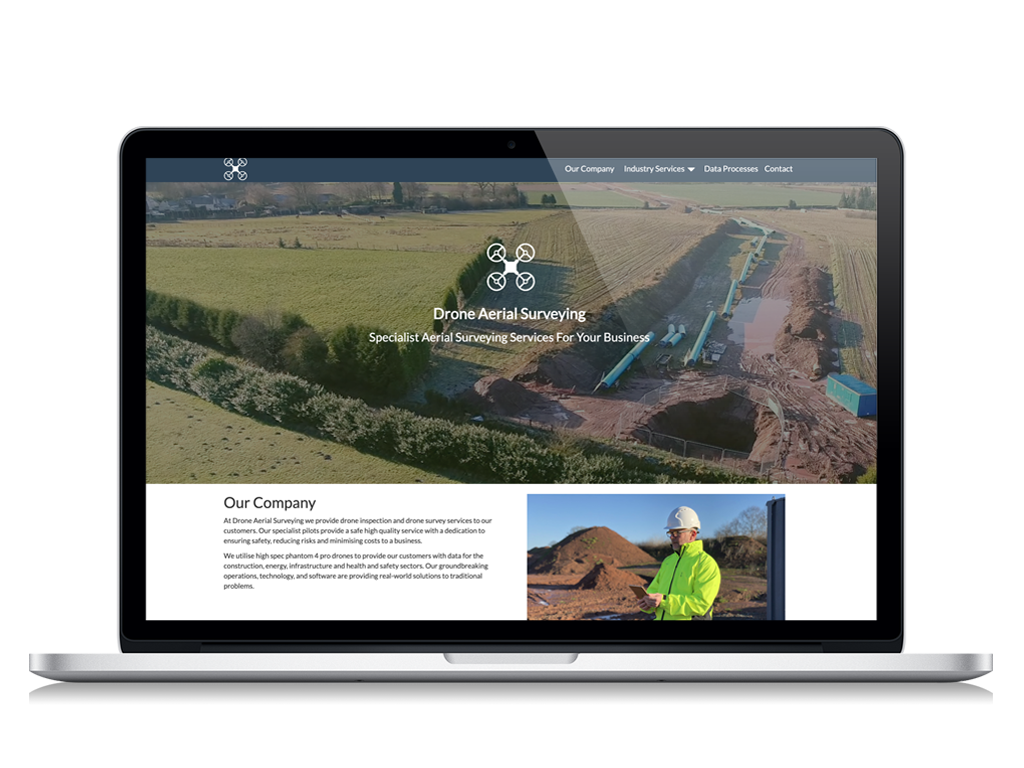 Our Company Industry Services Data Processes Contact
Drone Aerial Surveying
Specialist Aerial Surveying Services For Your Business
Our Company
At Drone Aerial Surveying we provide drone inspection and drone survey services to our
customers. Our specialist pilots provide a safe high quality service with a dedication to
ensuring safety, reducing risks and minimising costs to a business.
We utilise high spec phantom 4 pro drones to provide our customers with data for the
construction, energy, infrastructure and health and safety sectors. Our groundbreaking
operations, technology, and software are providing real-world solutions to traditional
problems.